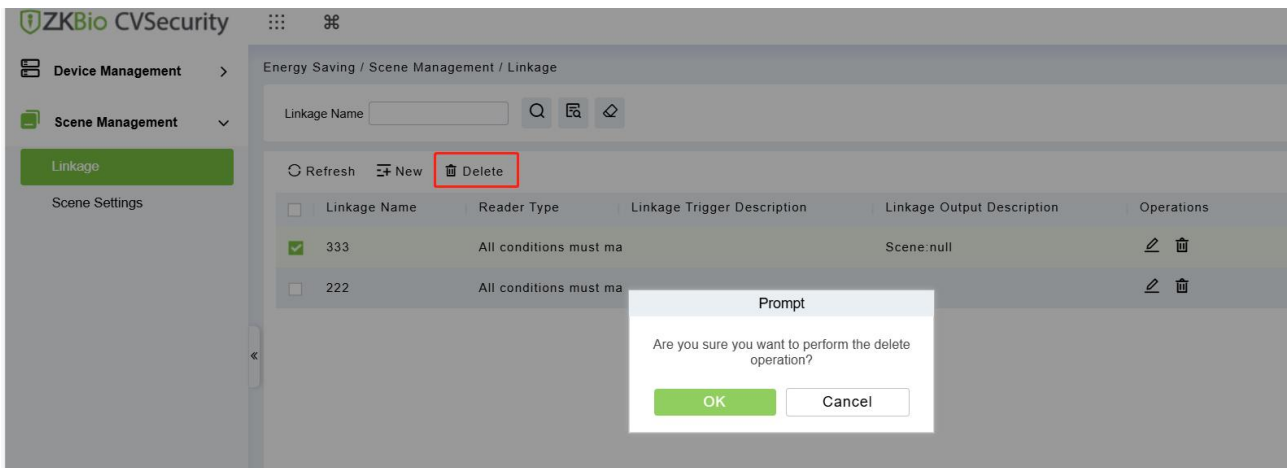 ZKBio CVSecurity
Device Management
Energy Saving / Scene Management / Linkage
Scene Management
Linkage Name
Linkage
Refresh New Delete
Scene Settings
Linkage Name Reader Type Linkage Trigger Description Linkage Output Description Operations
333 All conditions must ma Scene:null
222 All conditions must ma
Prompt
Are you sure you want to perform the delete
operation?
OK Cancel